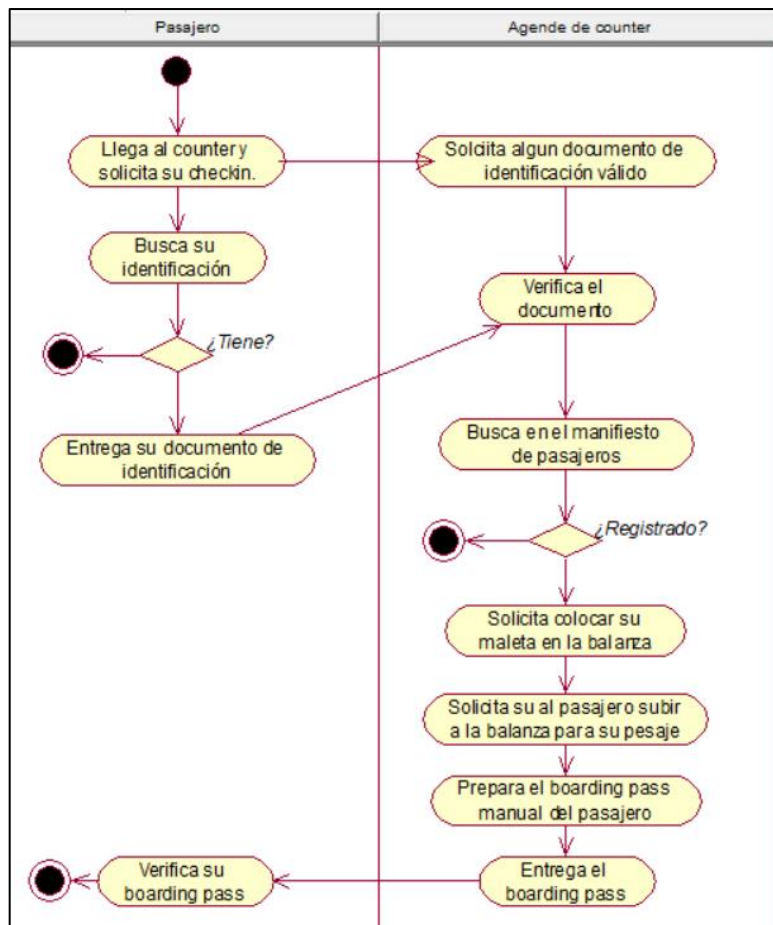 Pasajero
Agende de counter
Llega al counter y
solicita su checkin.
Solciita algun documento de
identificación válido
Busca su
identificación
Verifica el
documento
¿Tiene?
Entrega su documento de
identificación
Busca en el manifiesto
de pasajeros
¿Registrado?
Solicita colocar su
maleta en la balanza
Solicita su al pasajero subir
a la balanza para su pesaje
Prepara el boarding pass
manual del pasajero
Verifica su
boarding pass
Entrega el
boarding pass